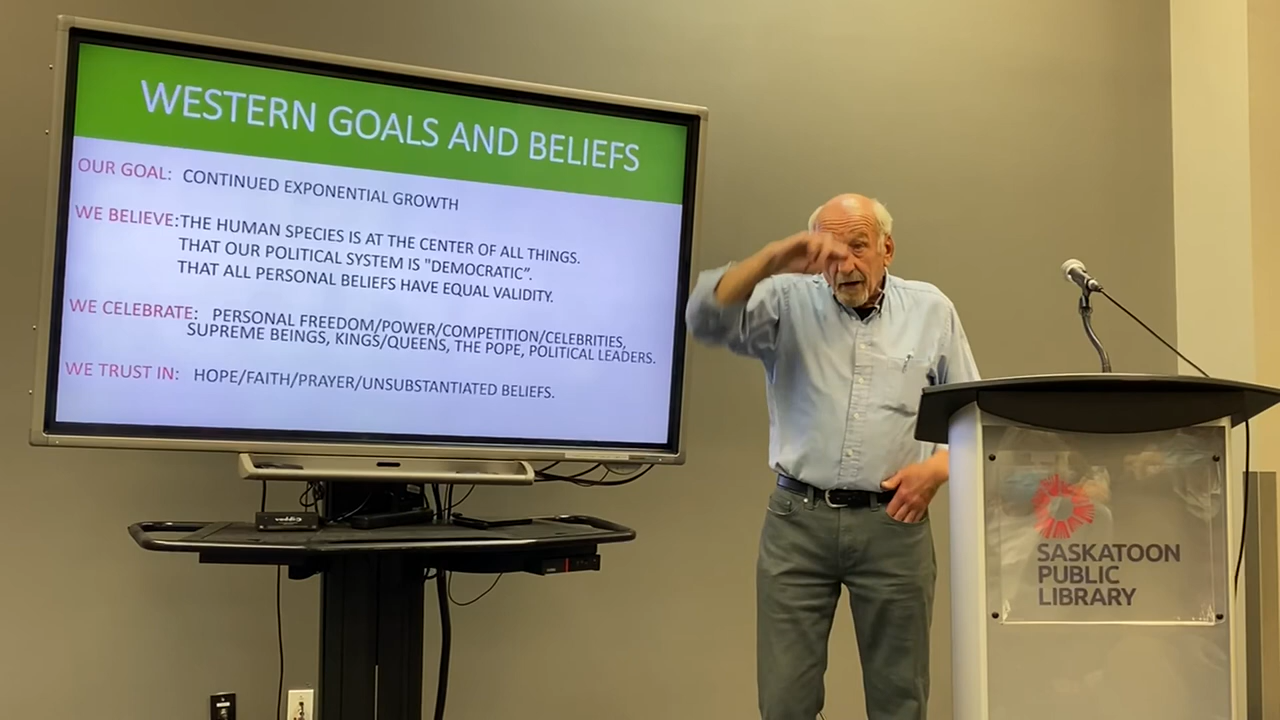 WESTERN GOALS AND BELIEFS
OUR GOAL: CONTINUED EXPONENTIAL GROWTH
WE BELIEVE:THE HUMAN SPECIES IS AT THE CENTER OF ALL THINGS.
THAT OUR POLITICAL SYSTEM IS "DEMOCRATIC”.
THAT ALL PERSONAL BELIEFS HAVE EQUAL VALIDITY.
WE CELEBRATE: PERSONAL FREEDOM/POWER/COMPETITION/CELEBRITIES,
SUPREME BEINGS, KINGS/QUEENS, THE POPE, POLITICAL LEADERS.
WE TRUST IN: HOPE/FAITH/PRAYER/UNSUBSTANTIATED BELIEFS.
SASKATOON
PUBLIC
LIBRARY